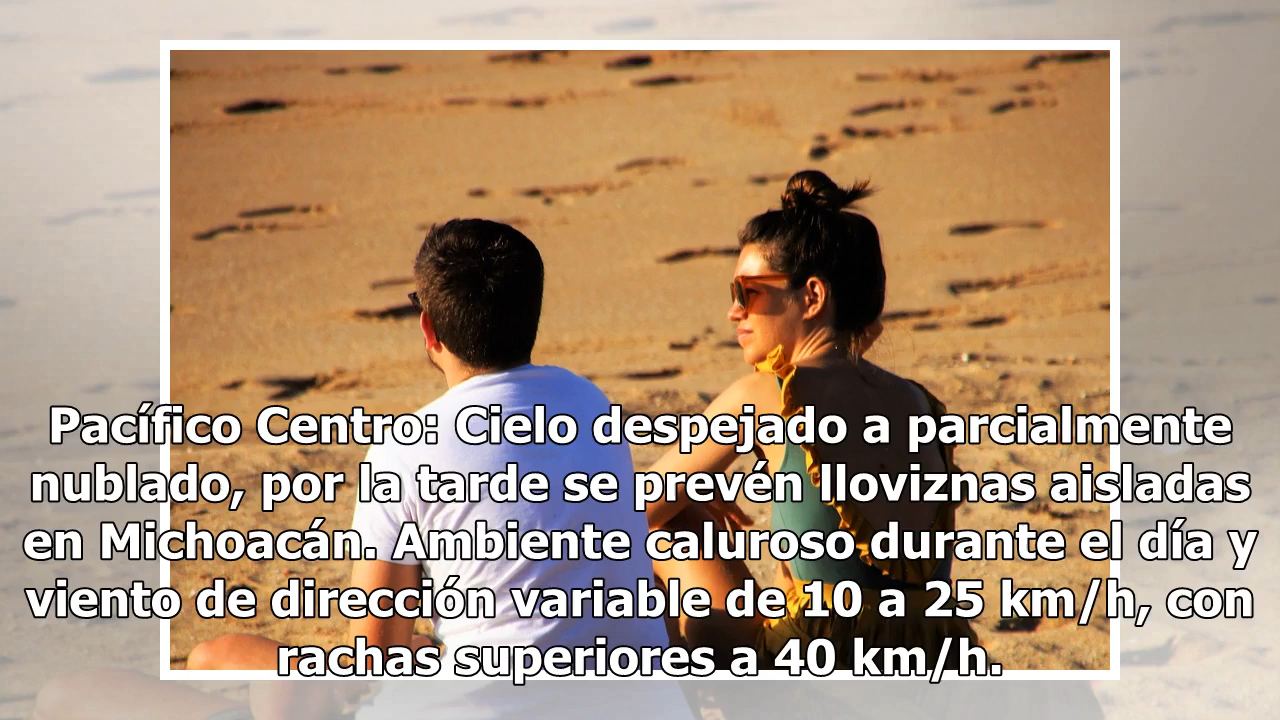 Pacífico Centro: Cielo despejado a parcialmente
nublado, por la tarde se prevén lloviznas aisladas
en Michoacán. Ambiente caluroso durante el día y
viento de dirección variable de 10 a 25 km/h, con
rachas superiores a 40 km/h.